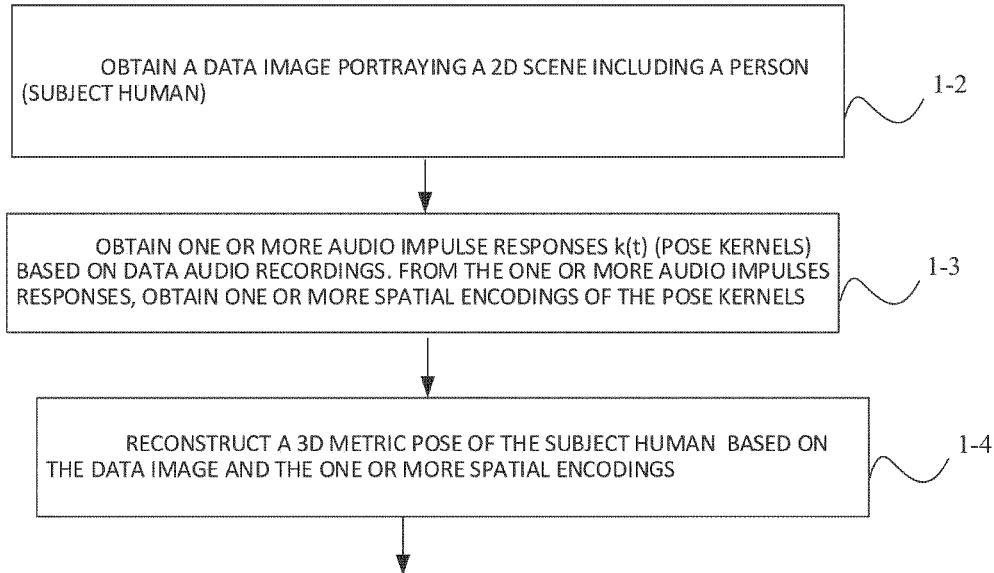 OBTAIN A DATA IMAGE PORTRAYING A 2D SCENE INCLUDING A PERSON
(SUBJECT HUMAN)
1-2
OBTAIN ONE OR MORE AUDIO IMPULSE RESPONSES k(t) (POSE KERNELS)
BASED ON DATA AUDIO RECORDINGS. FROM THE ONE OR MORE AUDIO IMPULSES
RESPONSES, OBTAIN ONE OR MORE SPATIAL ENCODINGS OF THE POSE KERNELS
1-3
RECONSTRUCT A 3D METRIC POSE OF THE SUBJECT HUMAN BASED ON
THE DATA IMAGE AND THE ONE OR MORE SPATIAL ENCODINGS
1-4